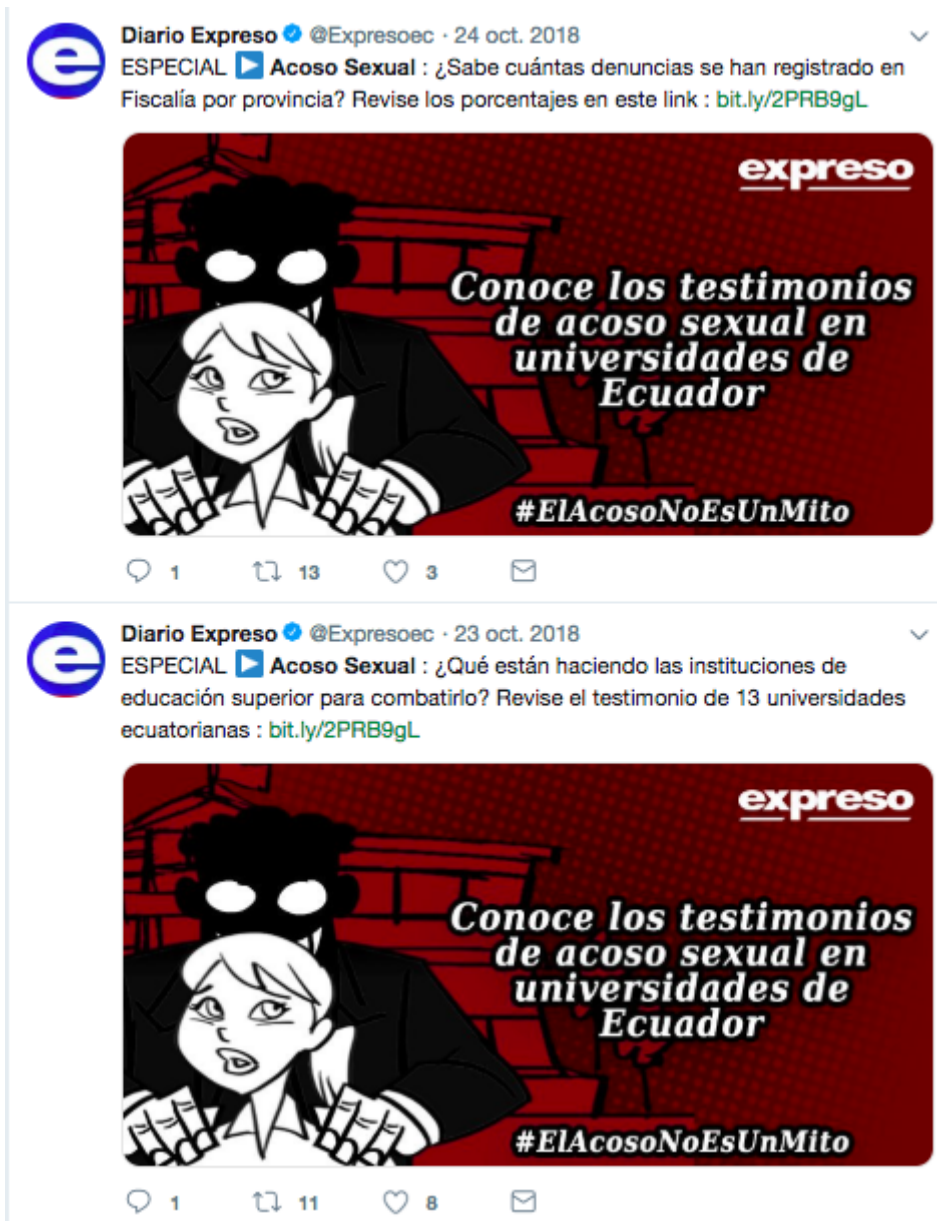 Diario Expreso @Expresoec · 24 oct. 2018
ESPECIAL ▶ Acoso Sexual : ¿Sabe cuántas denuncias se han registrado en
Fiscalía por provincia? Revise los porcentajes en este link : bit.ly/2PRB9gL
expreso
Conoce los testimonios
de acoso sexual en
universidades de
Ecuador
#ElAcosoNoEsUnMito
1 13 3
Diario Expreso @Expresoec · 23 oct. 2018
ESPECIAL ▶ Acoso Sexual : ¿Qué están haciendo las instituciones de
educación superior para combatirlo? Revise el testimonio de 13 universidades
ecuatorianas : bit.ly/2PRB9gL
expreso
Conoce los testimonios
de acoso sexual en
universidades de
Ecuador
#ElAcosoNoEsUnMito
1 11 8